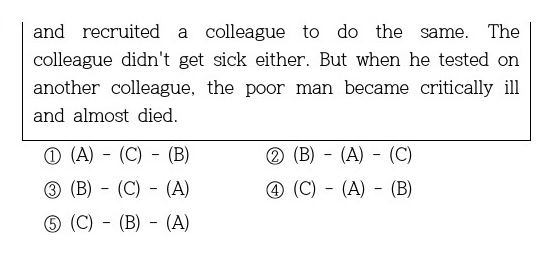 and recruited a colleague to do the same. The
colleague didn't get sick either. But when he tested on
another colleague, the poor man became critically ill
and almost died.
① (A) - (C) - (B) ② (B) - (A) - (C)
③ (B) - (C) - (A) ④ (C) - (A) - (B)
⑤ (C) - (B) - (A)